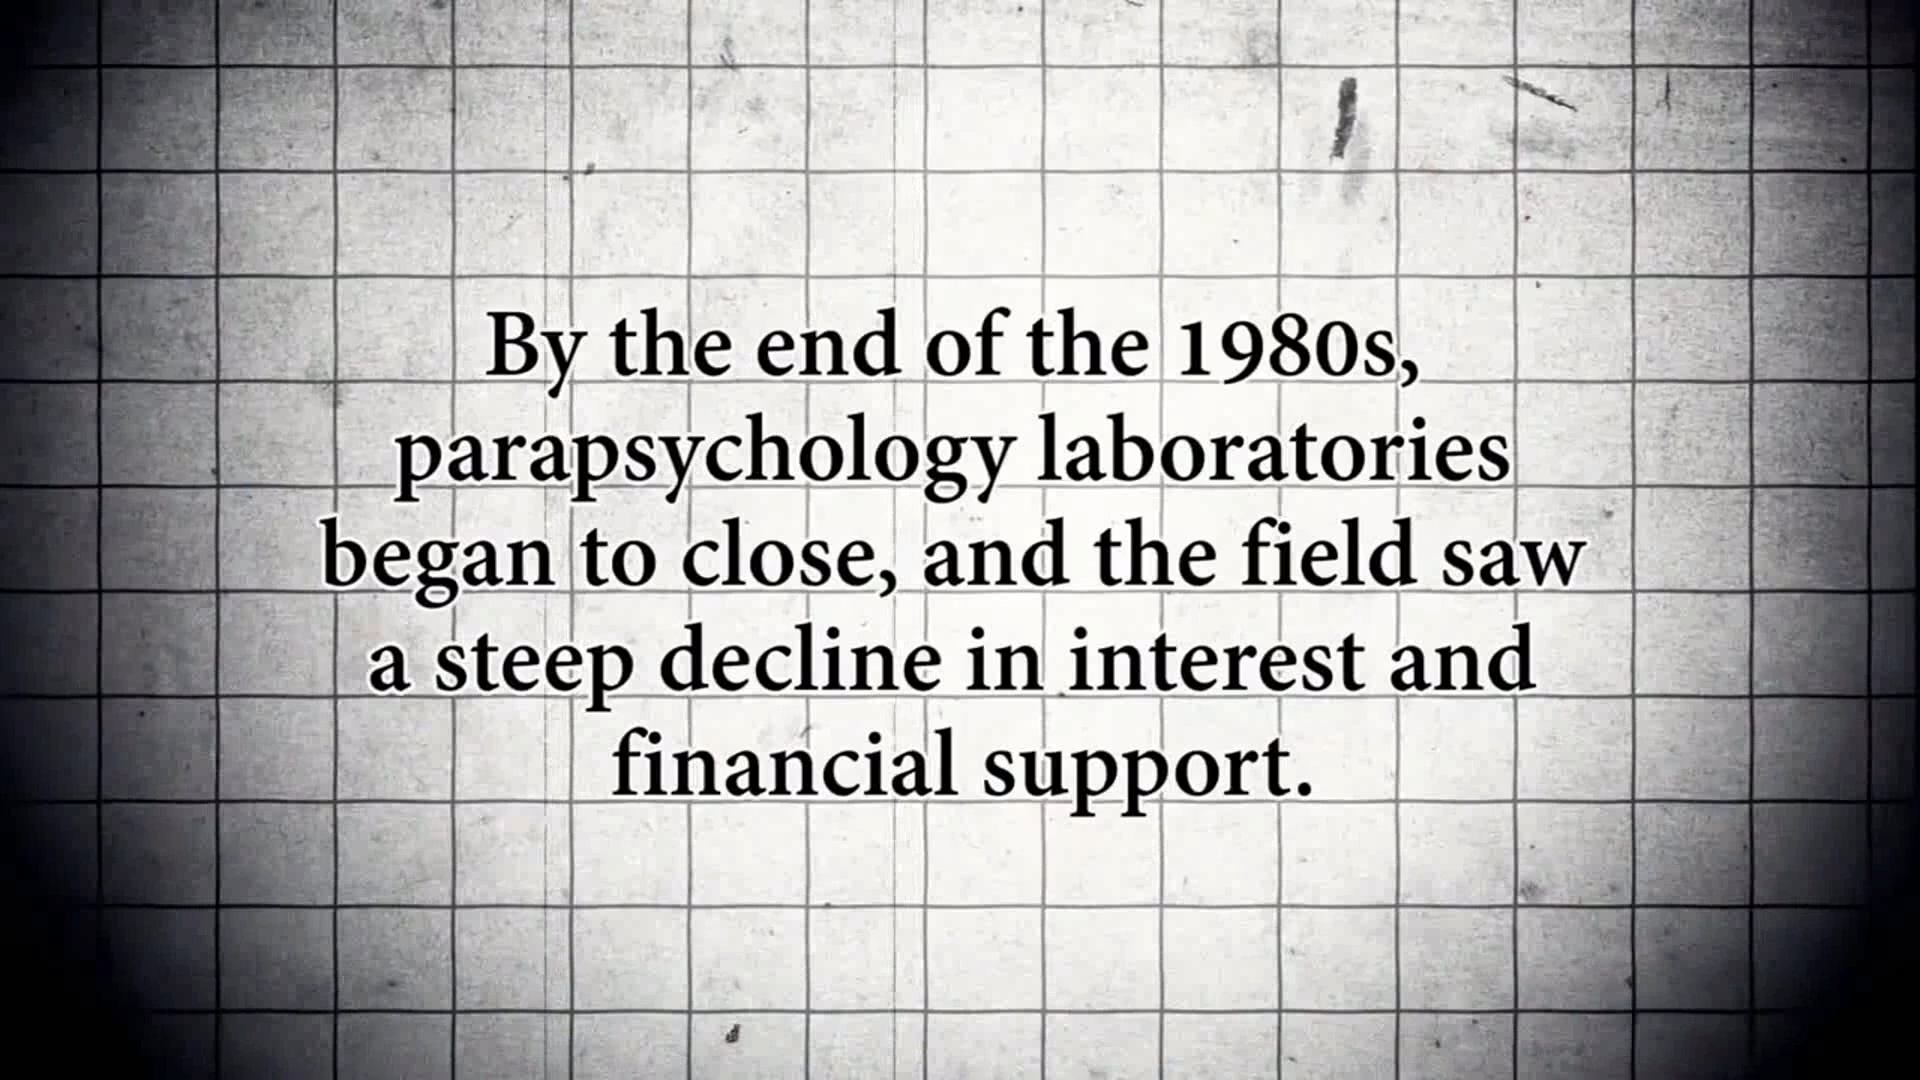 By the end of the 1980s,
parapsychology laboratories
began to close, and the field saw
a steep decline in interest and
financial support.